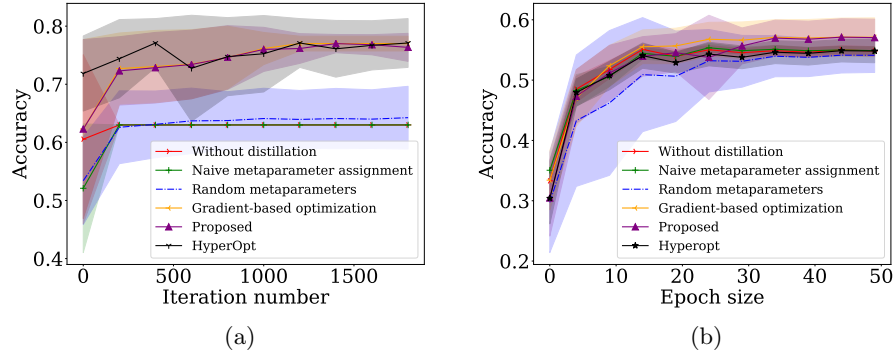 0.8
0.7
0.6
0.5
0.4
Accuracy
0
500
1000
1500
Iteration number
Without distillation
Naive metaparameter assignment
Random metaparameters
Gradient-based optimization
Proposed
HyperOpt
(a)
0.6
0.5
0.4
0.3
0.2
Accuracy
0
10
20
30
40
50
Epoch size
Without distillation
Naive metaparameter assignment
Random metaparameters
Gradient-based optimization
Proposed
Hyperopt
(b)